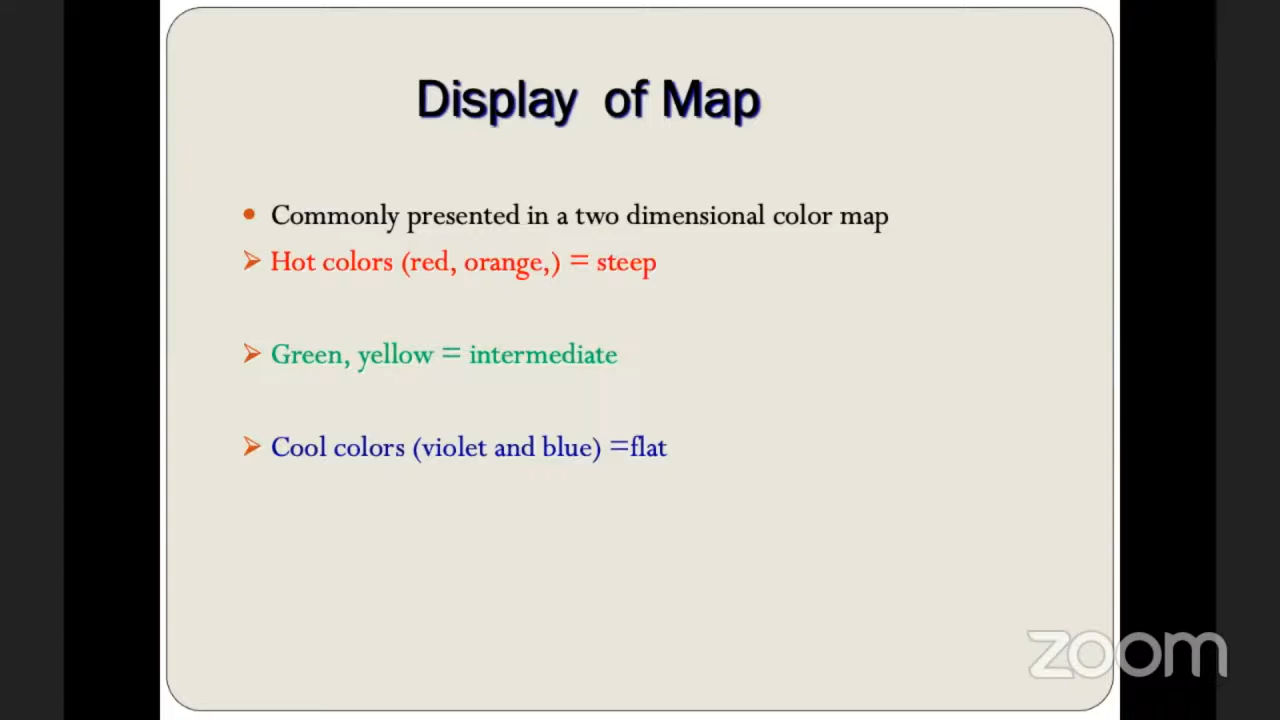 Display of Map
Commonly presented in a two dimensional color map
Hot colors (red, orange,) = steep
Green, yellow = intermediate
Cool colors (violet and blue) =flat
zoom